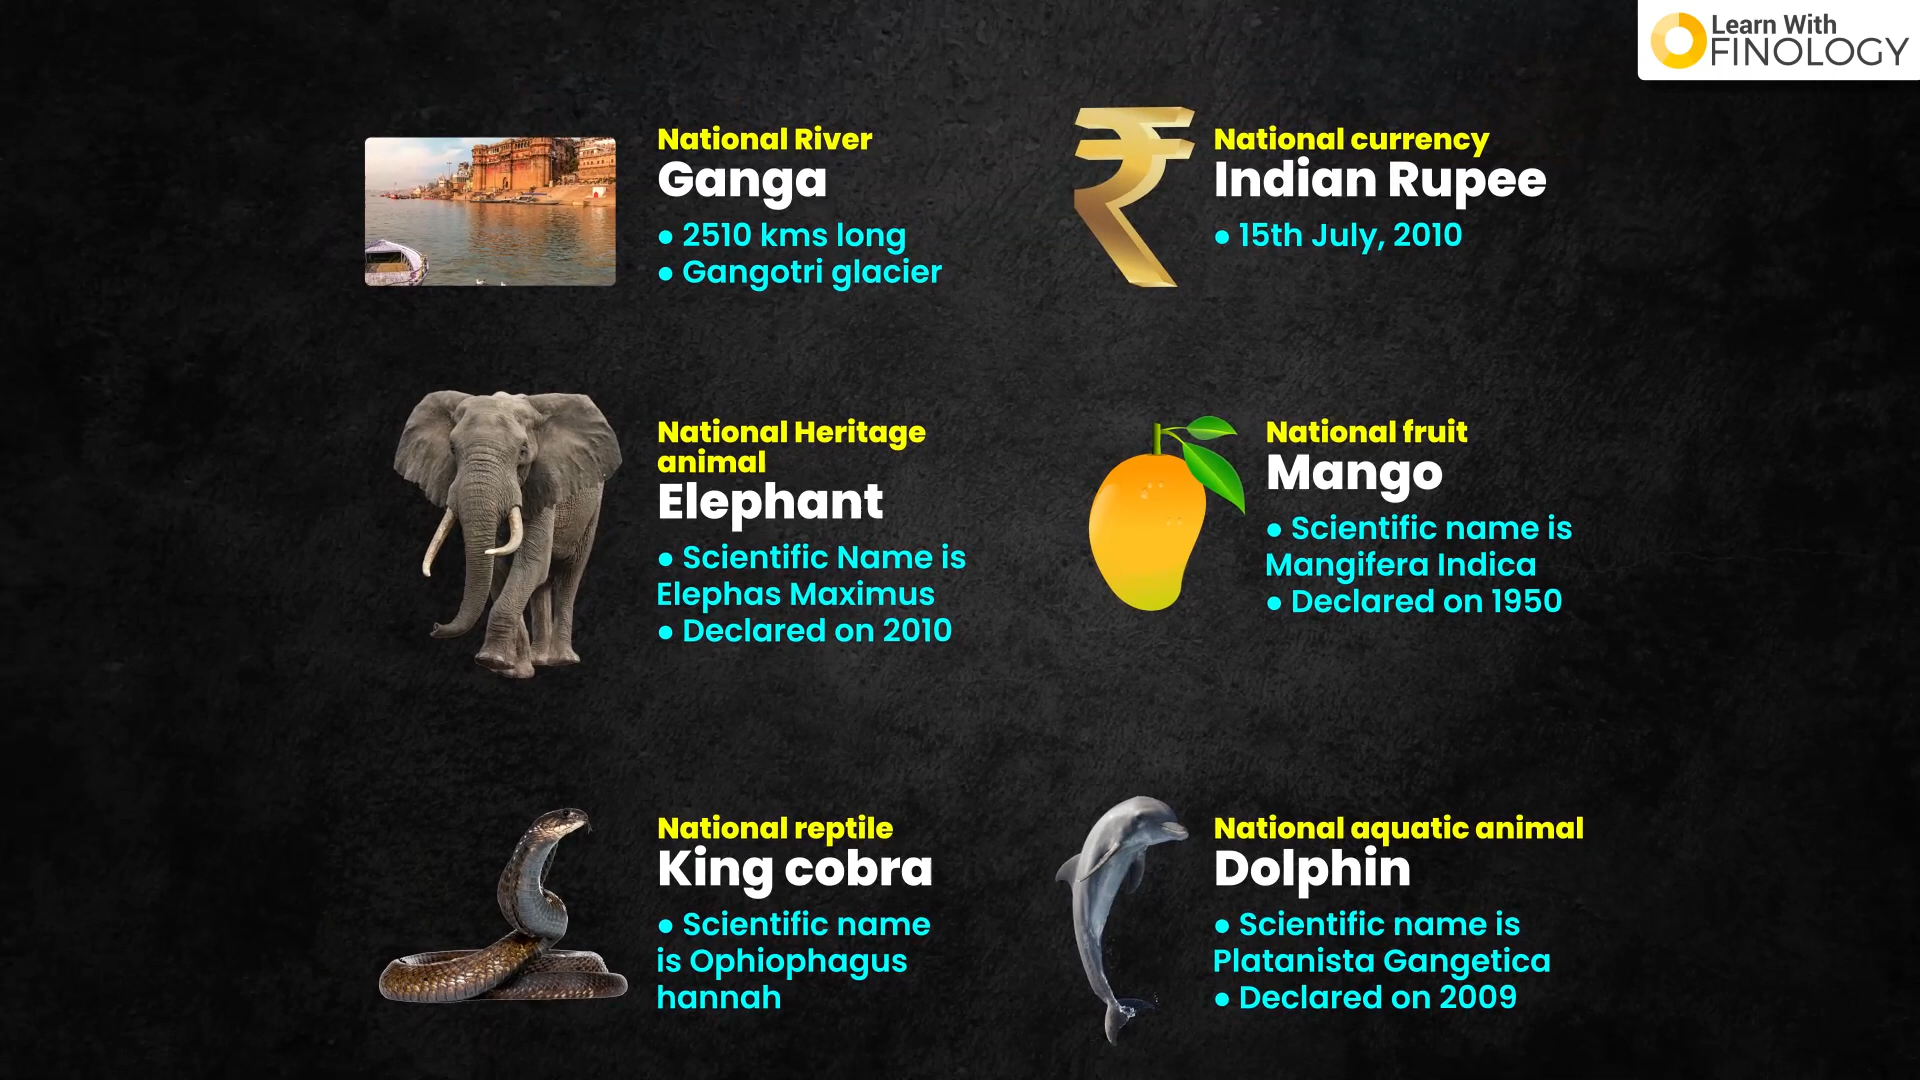 Learn With
FINOLOGY
National River
Ganga
● 2510 kms long
● Gangotri glacier
National currency
Indian Rupee
● 15th July, 2010
National Heritage
animal
Elephant
● Scientific Name is
Elephas Maximus
● Declared on 2010
National fruit
Mango
● Scientific name is
Mangifera Indica
● Declared on 1950
National reptile
King cobra
● Scientific name
is Ophiophagus
hannah
National aquatic animal
Dolphin
● Scientific name is
Platanista Gangetica
● Declared on 2009